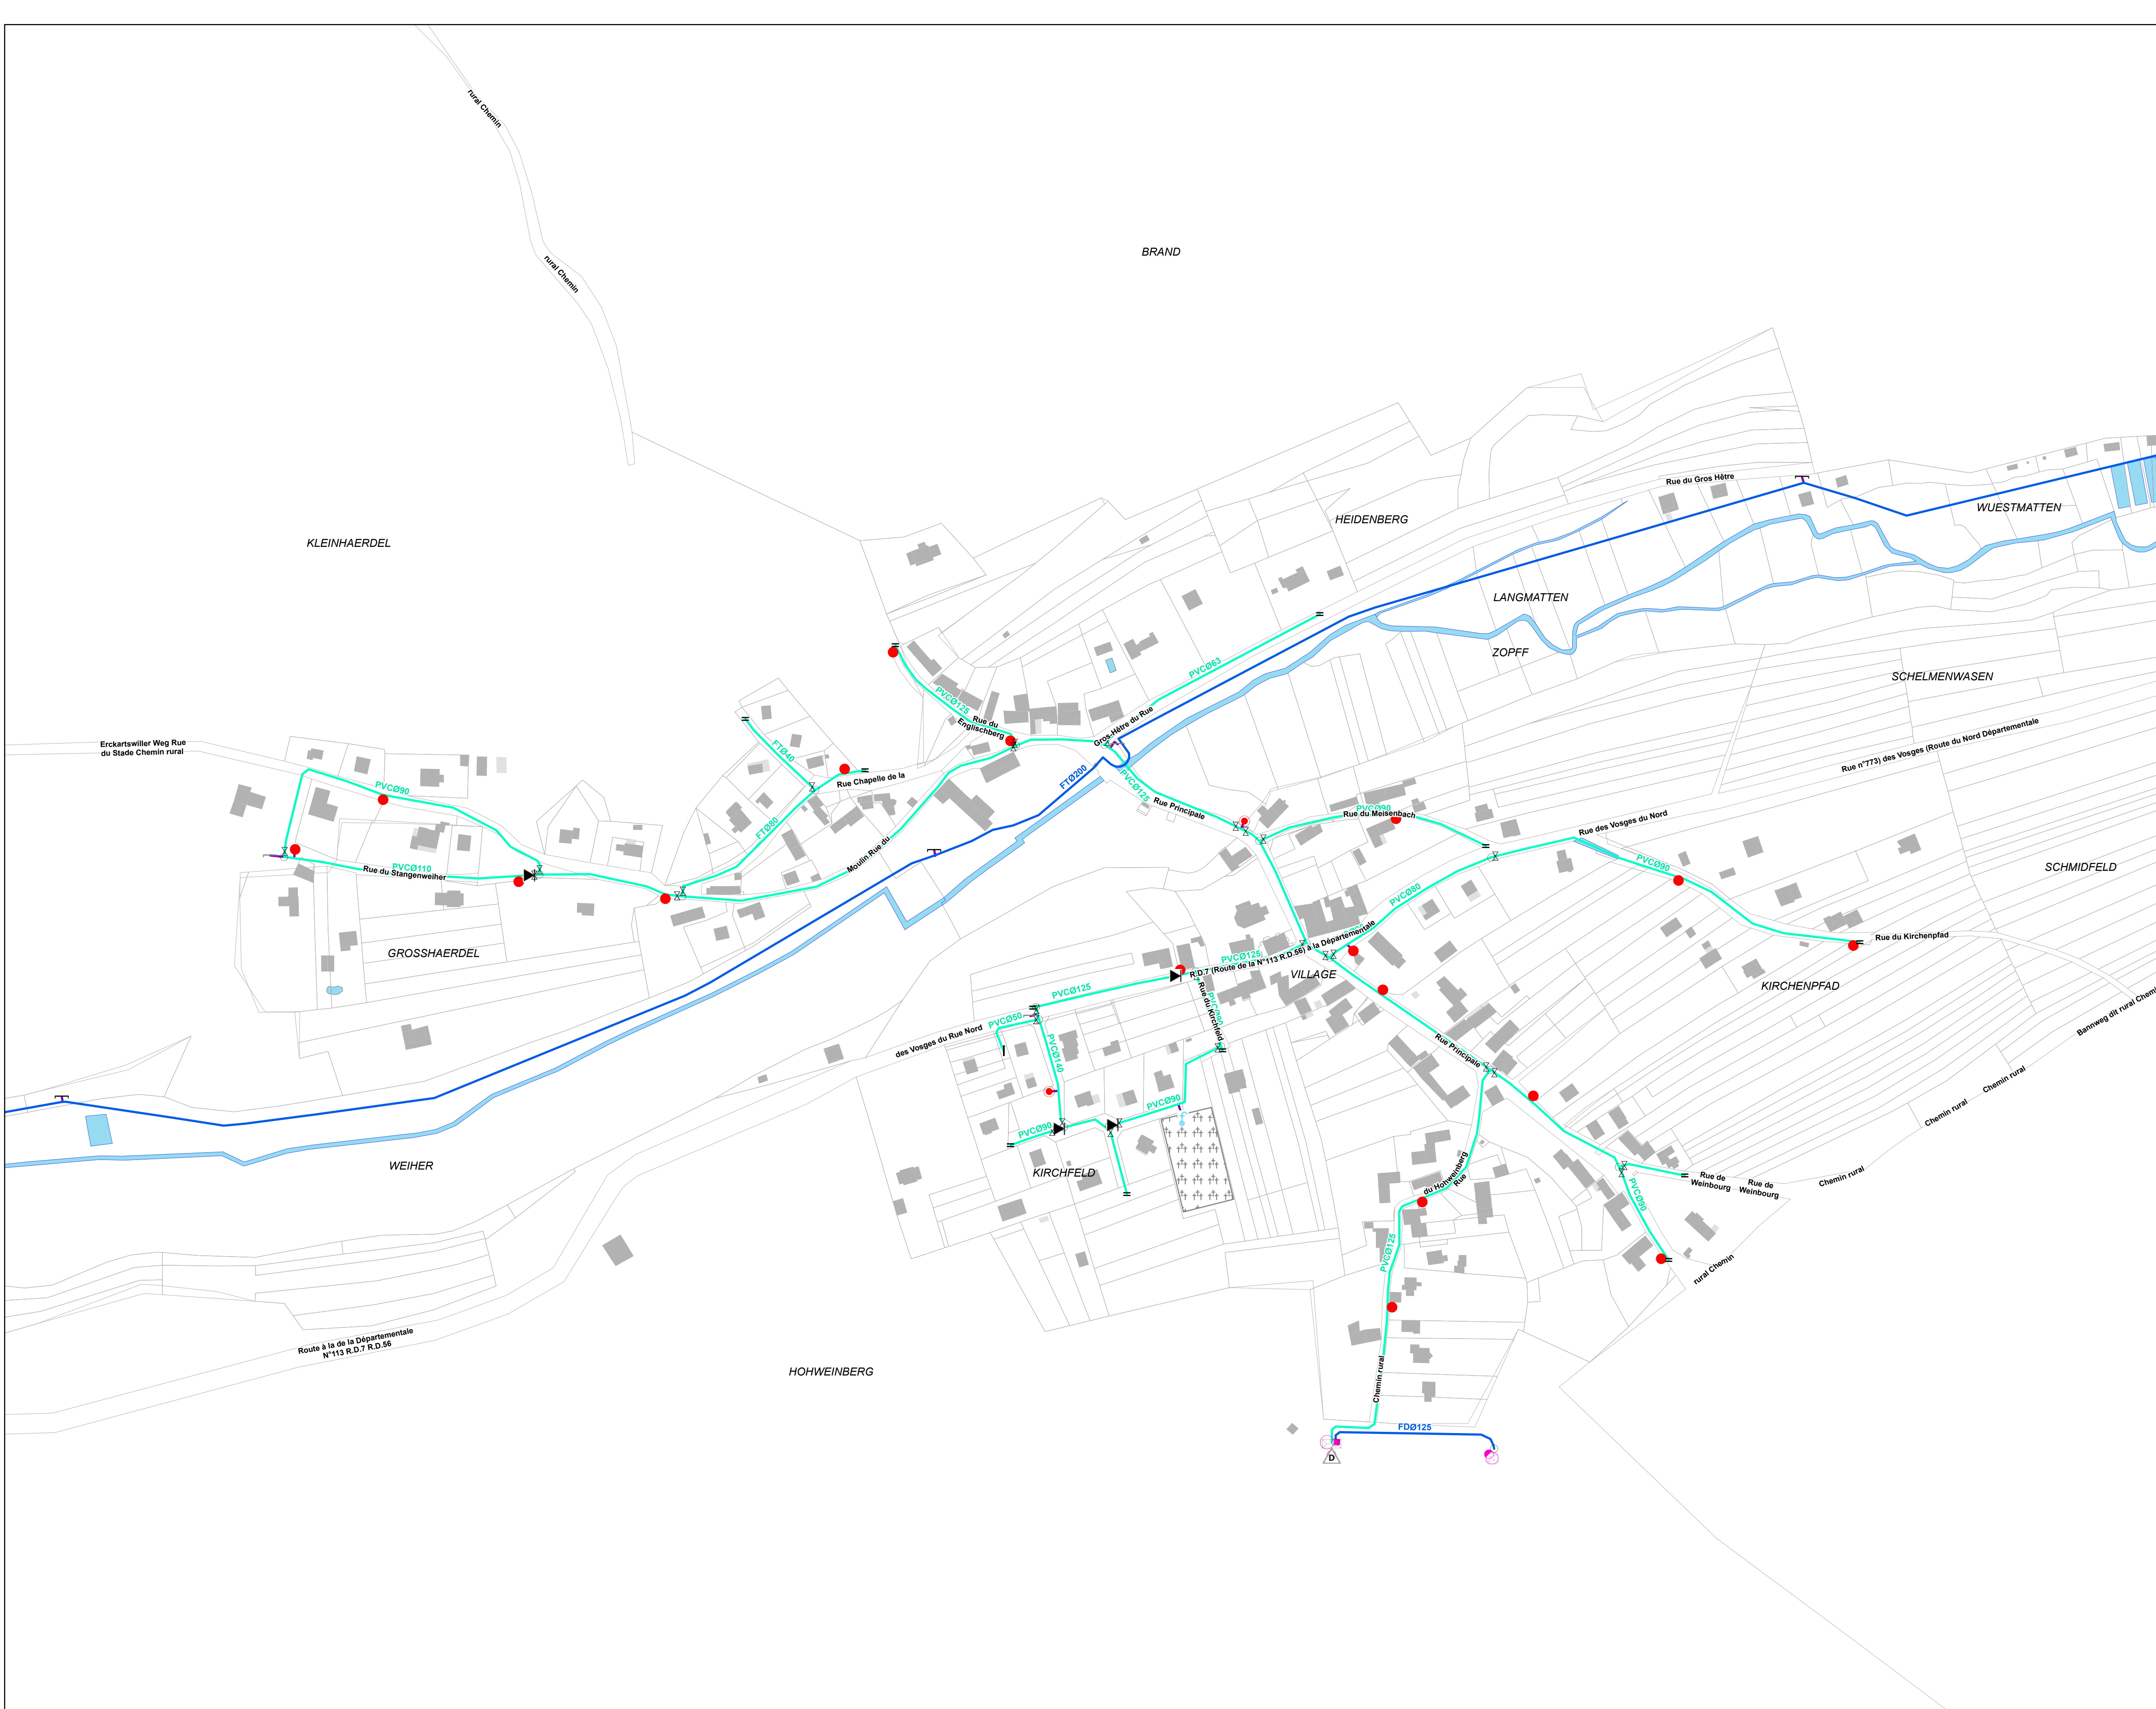 rural Chemin
rural Chemin
BRAND
KLEINHAERDEL
HEIDENBERG
Rue du Gros Hêtre
WUESTMATTEN
LANGMATTEN
ZOPFF
SCHELMENWASEN
PVCØ63
PVCØ125
Rue du
Englischberg
Gros-Hêtre du Rue
Erckartswiller Weg Rue
du Stade Chemin rural
FTØ40
Rue Chapelle de la
FTØ200
PVCØ125
Rue Principale
Rue n°773) des Vosges (Route du Nord Départementale
PVCØ90
PVCØ90
Rue du Meisenbach
Rue des Vosges du Nord
FTØ80
Moulin Rue du
PVCØ110
Rue du Stangenweiher
PVCØ90
SCHMIDFELD
PVCØ80
GROSSHAERDEL
Rue du Kirchenpfad
PVCØ125
R.D.7 (Route de la N°113 R.D.56) à la Départementale
VILLAGE
KIRCHENPFAD
PVCØ125
PVCØ90
Rue du Kirchfeld
Bannweg dit rural Chemi
PVCØ50
des Vosges du Rue Nord
PVCØ140
Rue Principale
Chemin rural
Chemin rural
PVCØ90
PVCØ90
WEIHER
KIRCHFELD
du Hohweinberg
Rue
Rue de
Weinbourg
Rue de
Weinbourg
Chemin rural
PVCØ90
PVCØ125
rural Chemin
Route à la de la Départementale
N°113 R.D.7 R.D.56
HOHWEINBERG
Chemin rural
FDØ125
D